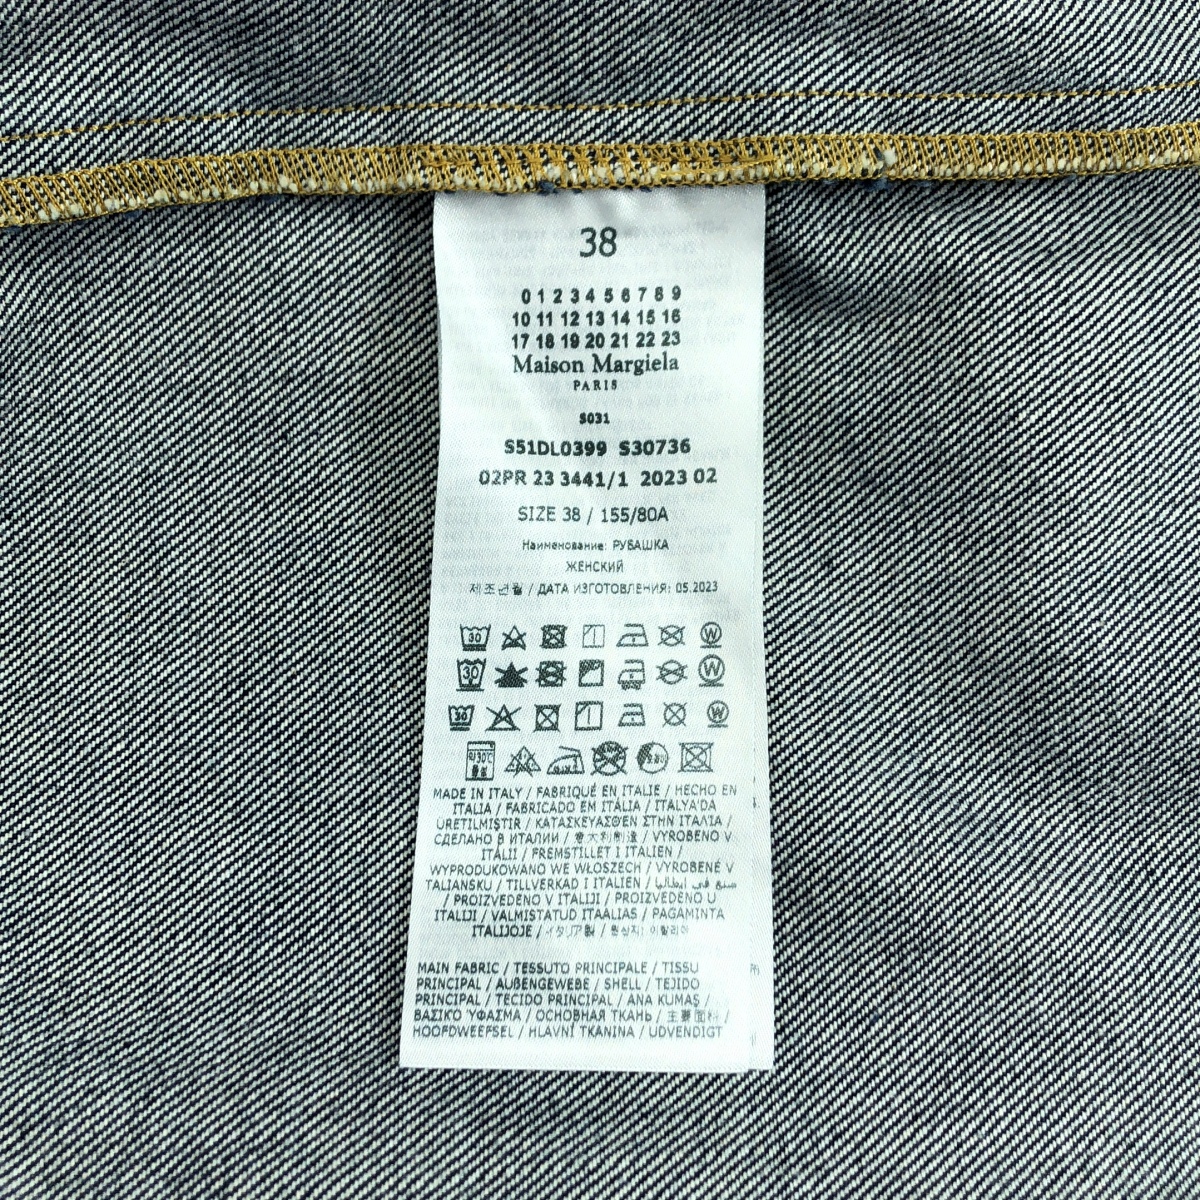 38
0 1 2 3 4 5 6 7 8 9
10 11 12 13 14 15 16
17 18 19 20 21 22 23
Maison Margiela
PARIS
S031
S51DL0399 S30736
02PR 23 3441/1 2023 02
SIZE 38 / 155/80A
Наименование: РУБАШКА
ЖЕНСКИЙ
제조년월 / ДАТА ИЗГОТОВЛЕНИЯ: 05.2023
30 W
30 W
30 W
MADE IN ITALY / FABRIQUÉ EN ITALIE / HECHO EN
ITALIA / FABRICADO EM ITÁLIA / ITALYA'DA
ÜRETILMIŞTIR / ΚΑΤΑΣΚΕΥΑΣΘΕΝ ΣΤΗΝ ΙΤΑΛΙΑ /
СДЕЛАНО В ИТАЛИИ / 意大利制造 / VYROBENO V
ITÁLII / FREMSTILLET I ITALIEN /
WYPRODUKOWANO WE WŁOSZECH / VYROBENÉ V
TALIANSKU / TILLVERKAD I ITALIEN / صنع في ايطاليا
/ PROIZVEDENO V ITALIJI / PROIZVEDENO U
ITALIJI / VALMISTATUD ITAALIAS / PAGAMINTA
ITALIJOJE / イタリア製 / 원산지: 이탈리아
MAIN FABRIC / TESSUTO PRINCIPALE / TISSU
PRINCIPAL / AUßENGEWEBE / SHELL / TEJIDO
PRINCIPAL / TECIDO PRINCIPAL / ANA KUMAŞ /
ΒΑΣΙΚΟ ΎΦΑΣΜΑ / ОСНОВНАЯ ТКАНЬ / 主要面料 /
HOOFDWEEFSEL / HLAVNÍ TKANINA / UDVENDIGT